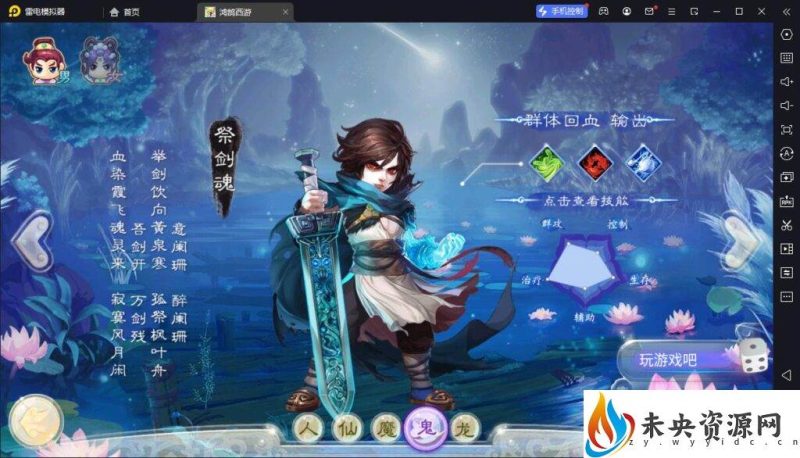 雷电模拟器
首页
鸿鹄西游
手机控制
男
女
祭剑魂
意阑珊 醉阑珊
举剑饮向黄泉寒 孤祭枫叶舟
吾剑开 万剑残
血染霞飞魂灵来 寂寞风月闲
群体回血 输出
点击查看技能
群攻
控制
治疗
生存
辅助
玩游戏吧
人
仙
魔
鬼
龙
未央资源网
zy.wyyidc.cn